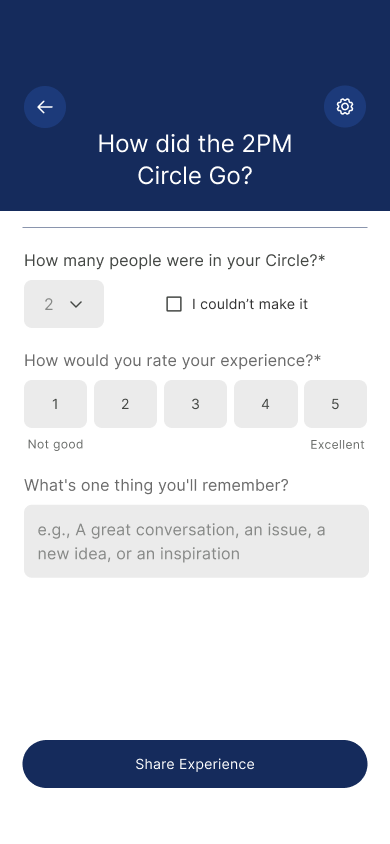 How did the 2PM
Circle Go?
How many people were in your Circle?*
2
I couldn't make it
How would you rate your experience?*
1 2 3 4 5
Not good Excellent
What's one thing you'll remember?
e.g., A great conversation, an issue, a
new idea, or an inspiration
Share Experience